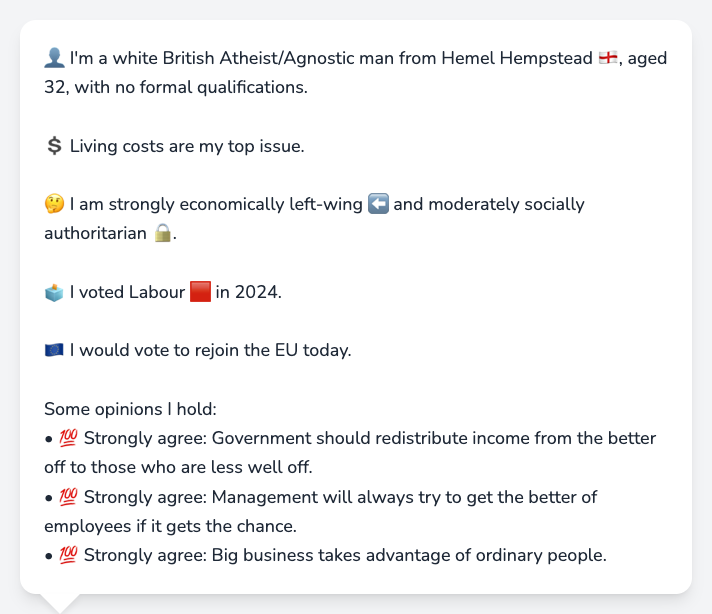 👤 I'm a white British Atheist/Agnostic man from Hemel Hempstead 🏴󠁧󠁢󠁥󠁮󠁧󠁿, aged
32, with no formal qualifications.
💲 Living costs are my top issue.
🤔 I am strongly economically left-wing ⬅️ and moderately socially
authoritarian 🔒.
🗳️ I voted Labour 🟥 in 2024.
🇪🇺 I would vote to rejoin the EU today.
Some opinions I hold:
• 💯 Strongly agree: Government should redistribute income from the better
off to those who are less well off.
• 💯 Strongly agree: Management will always try to get the better of
employees if it gets the chance.
• 💯 Strongly agree: Big business takes advantage of ordinary people.